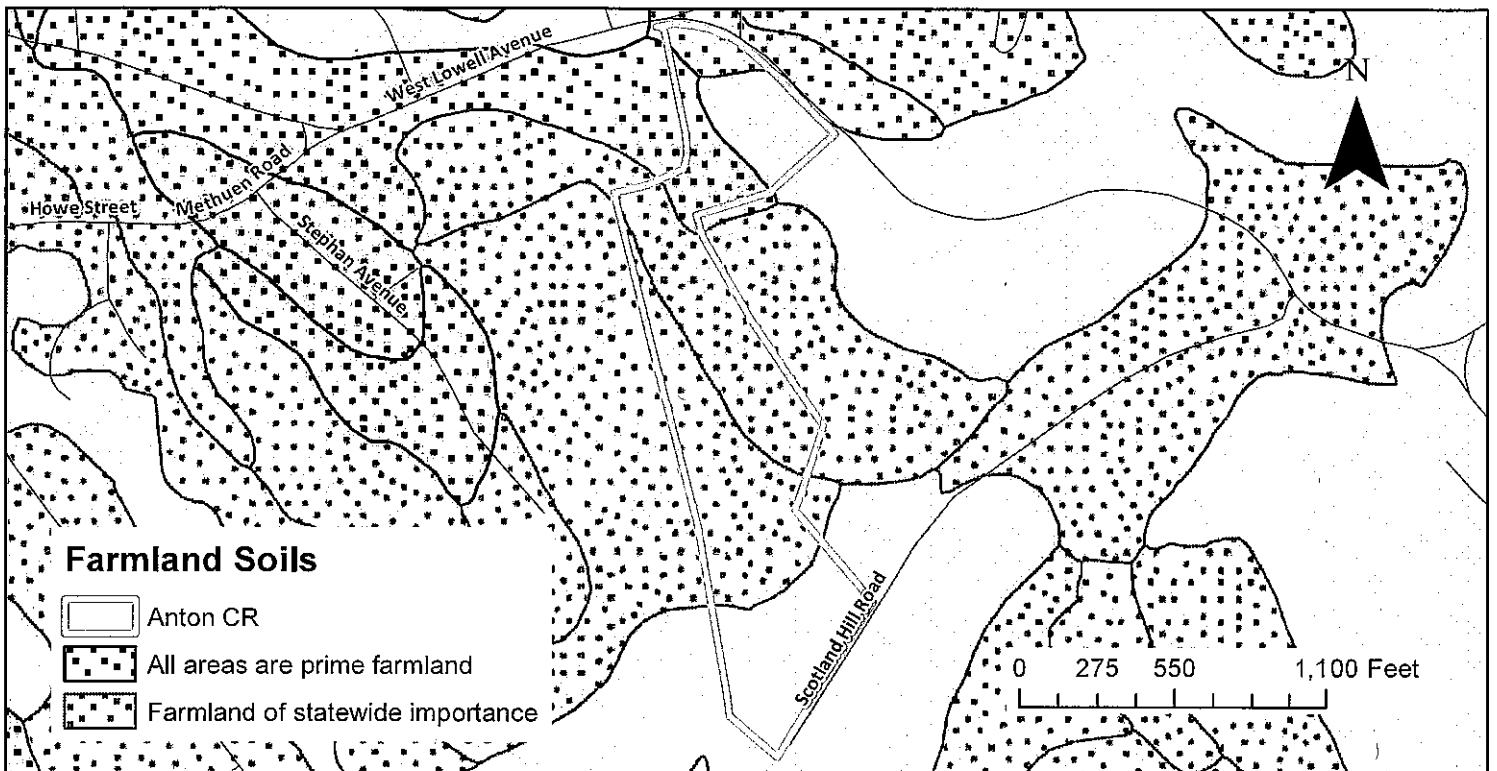 West Lowell Avenue
N
Methuen Road
Howe Street
Stephan Avenue
Farmland Soils
Anton CR
All areas are prime farmland
Farmland of statewide importance
Scotland Hill Road
0 275 550 1,100 Feet